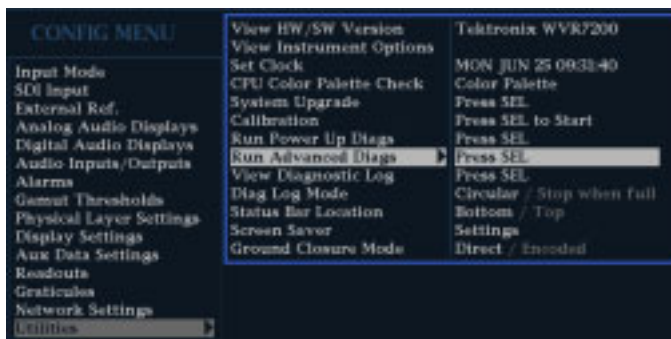 CONFIG MENU
Input Mode
SDI Input
External Ref.
Analog Audio Displays
Digital Audio Displays
Audio Inputs/Outputs
Alarms
Gamut Thresholds
Physical Layer Settings
Display Settings
Aux Data Settings
Readouts
Graticules
Network Settings
Utilities
View HW/SW Version Tektronix WVR7200
View Instrument Options
Set Clock MON JUN 25 09:31:40
CPU Color Palette Check Color Palette
System Upgrade Press SEL
Calibration Press SEL to Start
Run Power Up Diags Press SEL
Run Advanced Diags Press SEL
View Diagnostic Log Press SEL
Diag Log Mode Circular / Stop when full
Status Bar Location Bottom / Top
Screen Saver Settings
Ground Closure Mode Direct / Encoded